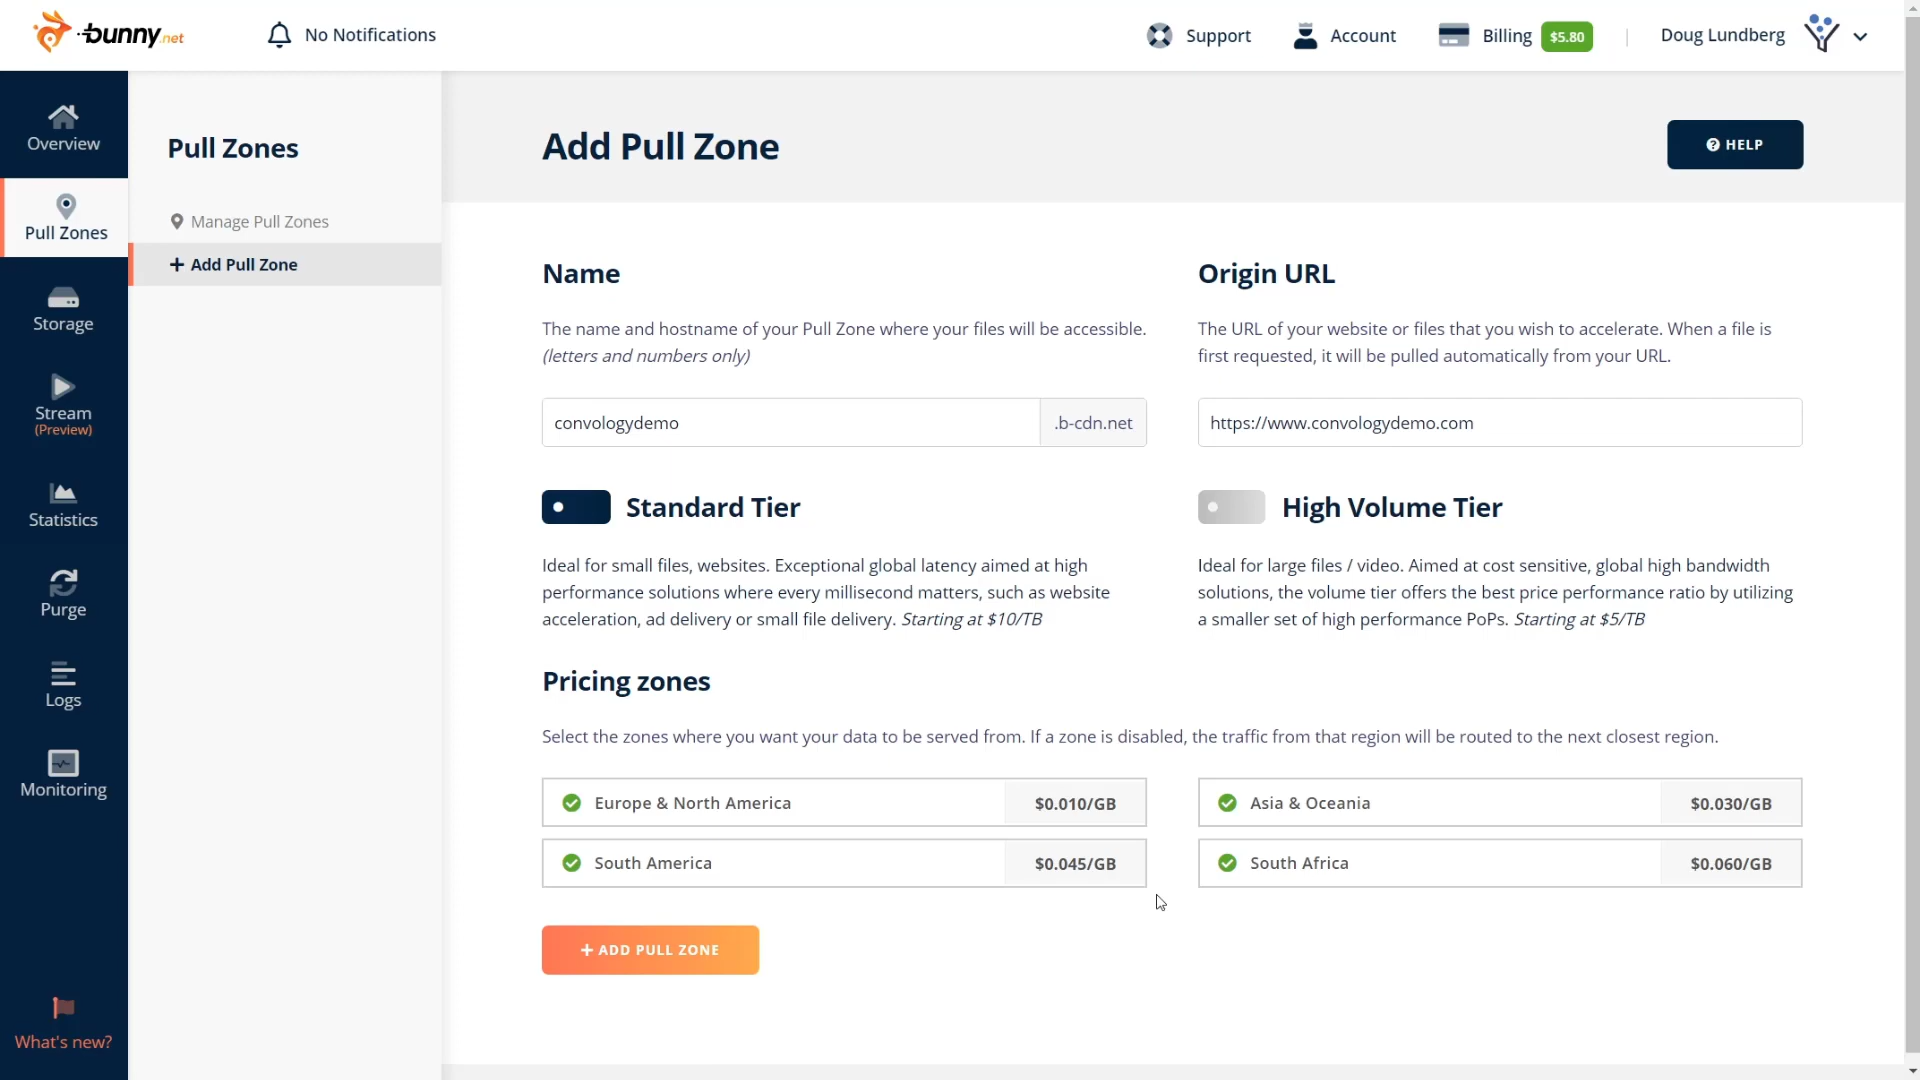 bunny.net
No Notifications
Support
Account
Billing
$5.80
Doug Lundberg
Overview
Pull Zones
Storage
Stream
(Preview)
Statistics
Purge
Logs
Monitoring
What's new?
Pull Zones
Manage Pull Zones
Add Pull Zone
Add Pull Zone
HELP
Name
The name and hostname of your Pull Zone where your files will be accessible.
(letters and numbers only)
convologydemo
.b-cdn.net
Origin URL
The URL of your website or files that you wish to accelerate. When a file is
first requested, it will be pulled automatically from your URL.
https://www.convologydemo.com
Standard Tier
Ideal for small files, websites. Exceptional global latency aimed at high
performance solutions where every millisecond matters, such as website
acceleration, ad delivery or small file delivery. Starting at $10/TB
High Volume Tier
Ideal for large files / video. Aimed at cost sensitive, global high bandwidth
solutions, the volume tier offers the best price performance ratio by utilizing
a smaller set of high performance PoPs. Starting at $5/TB
Pricing zones
Select the zones where you want your data to be served from. If a zone is disabled, the traffic from that region will be routed to the next closest region.
Europe & North America
$0.010/GB
Asia & Oceania
$0.030/GB
South America
$0.045/GB
South Africa
$0.060/GB
ADD PULL ZONE